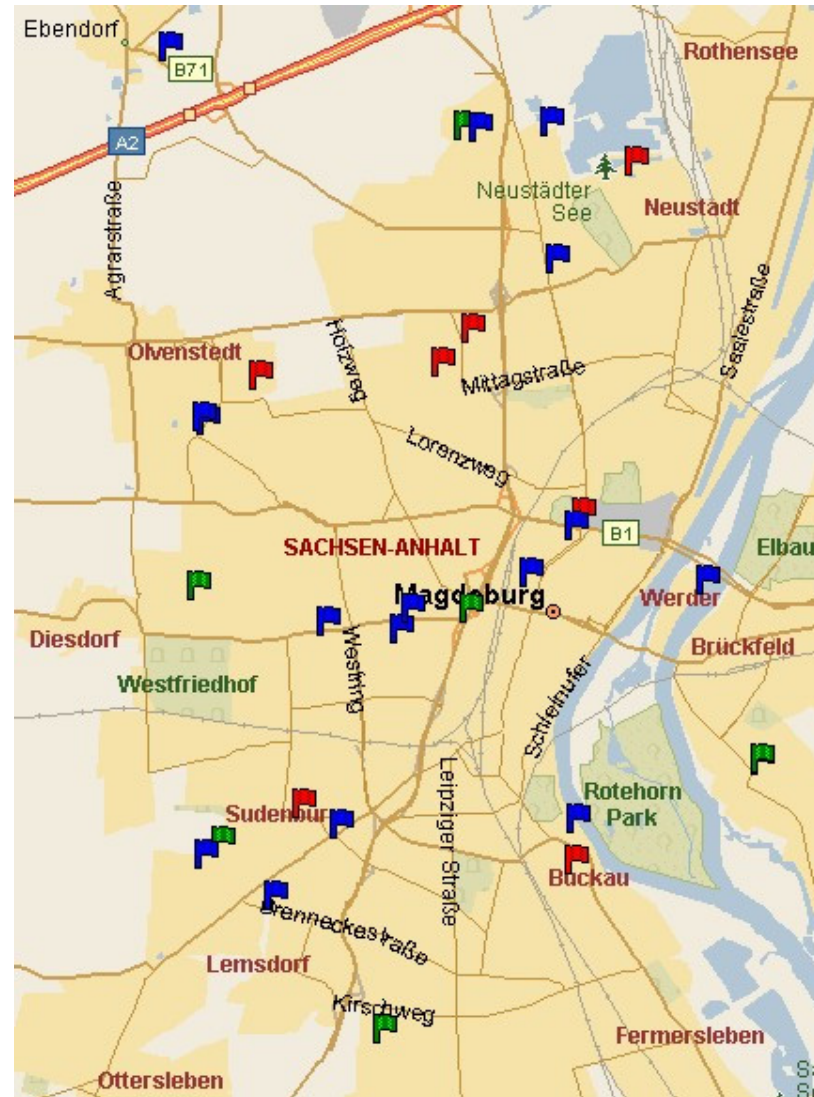 Ebendorf
B71
Rothensee
A2
Neustädter
See
Neustadt
Agrarstraße
Saalestraße
Olvenstedt
Holzweg
Mittagstraße
Lorenzweg
B1
SACHSEN-ANHALT
Elbau
Magdeburg
Werder
Diesdorf
Brückfeld
Westring
Westfriedhof
Schleinufer
Leipziger Straße
Rotehorn
Park
Sudenbur
Buckau
Brenneckestraße
Lemsdorf
Kirschweg
Fermersleben
Ottersleben